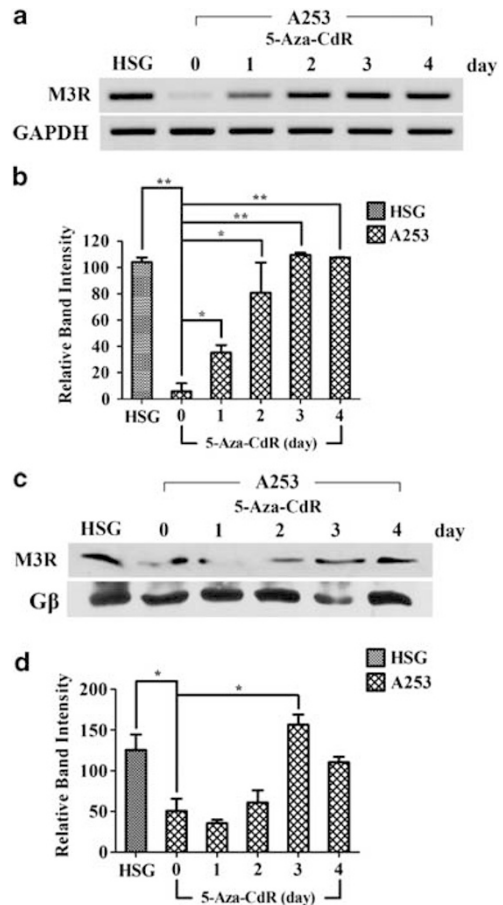 a
A253
5-Aza-CdR
HSG 0 1 2 3 4 day
M3R
GAPDH
b
** ** ** * *
HSG
A253
Relative Band Intensity
120
100
80
60
40
20
0
HSG 0 1 2 3 4
5-Aza-CdR (day)
c
A253
5-Aza-CdR
HSG 0 1 2 3 4 day
M3R
Gβ
d
* *
HSG
A253
Relative Band Intensity
200
150
100
50
0
HSG 0 1 2 3 4
5-Aza-CdR (day)